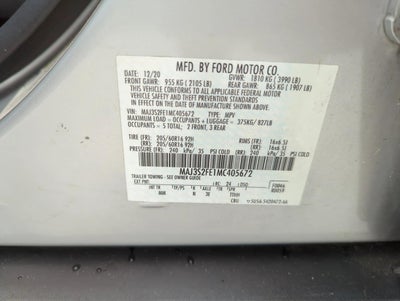 MFD. BY FORD MOTOR CO.
12/20 GVWR: 1810 KG ( 3990 LB)
FRONT GAWR: 955 KG ( 2105 LB) REAR GAWR: 865 KG ( 1907 LB)
THIS VEHICLE CONFORMS TO ALL APPLICABLE FEDERAL MOTOR
VEHICLE SAFETY AND THEFT PREVENTION STANDARDS IN EFFECT ON
THE DATE OF MANUFACTURE SHOWN ABOVE.
VIN: MAJ3S2FE1MC405672 TYPE: MPV
MAXIMUM LOAD = OCCUPANTS + LUGGAGE = 375KG/ 827LB
OCCUPANTS = 5 TOTAL: 2 FRONT, 3 REAR
TIRE (FR): 205/60R16 92H RIMS (FR): 16x6.5J
(RR): 205/60R16 92H (RR): 16x6.5J
PRESSURE (FR): 240 kPa/ 35 PSI COLD (RR): 240 kPa/ 35 PSI COLD
MAJ3S2FE1MC405672
TRAILER TOWING - SEE OWNER GUIDE
EXT PNT: